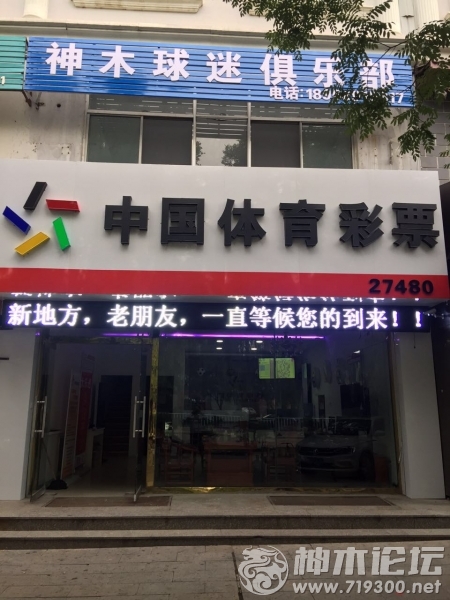 神木球迷俱乐部
电话:18
中国体育彩票
27480
新地方，老朋友，一直等候您的到来！！
神木论坛
www.719300.net